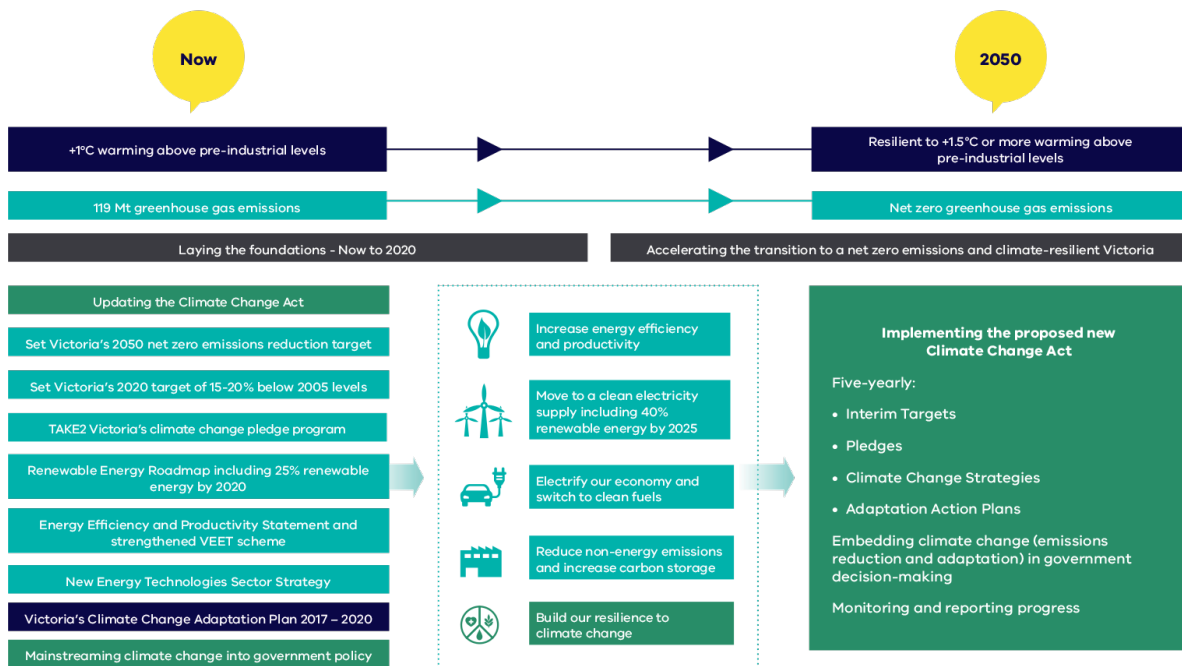 Now
2050
+1°C warming above pre-industrial levels
Resilient to +1.5°C or more warming above
pre-industrial levels
119 Mt greenhouse gas emissions
Net zero greenhouse gas emissions
Laying the foundations - Now to 2020
Accelerating the transition to a net zero emissions and climate-resilient Victoria
Updating the Climate Change Act
Set Victoria's 2050 net zero emissions reduction target
Set Victoria's 2020 target of 15-20% below 2005 levels
TAKE2 Victoria's climate change pledge program
Renewable Energy Roadmap including 25% renewable
energy by 2020
Energy Efficiency and Productivity Statement and
strengthened VEET scheme
New Energy Technologies Sector Strategy
Victoria's Climate Change Adaptation Plan 2017 – 2020
Mainstreaming climate change into government policy
Increase energy efficiency
and productivity
Move to a clean electricity
supply including 40%
renewable energy by 2025
Electrify our economy and
switch to clean fuels
Reduce non-energy emissions
and increase carbon storage
Build our resilience to
climate change
Implementing the proposed new
Climate Change Act
Five-yearly:
• Interim Targets
• Pledges
• Climate Change Strategies
• Adaptation Action Plans
Embedding climate change (emissions
reduction and adaptation) in government
decision-making
Monitoring and reporting progress